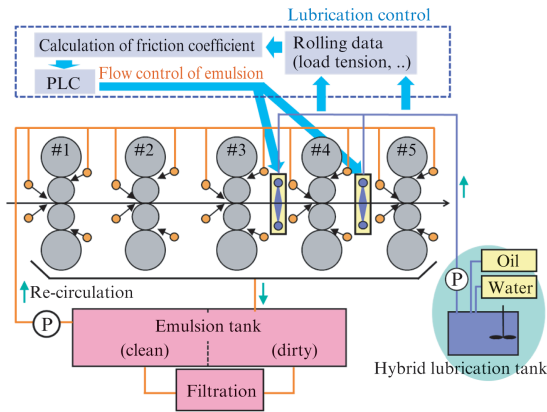 Lubrication control
Calculation of friction coefficient
Rolling data
(load tension, ..)
PLC
Flow control of emulsion
#1
#2
#3
#4
#5
Re-circulation
P
Emulsion tank
(clean)
(dirty)
Filtration
P
Oil
Water
Hybrid lubrication tank